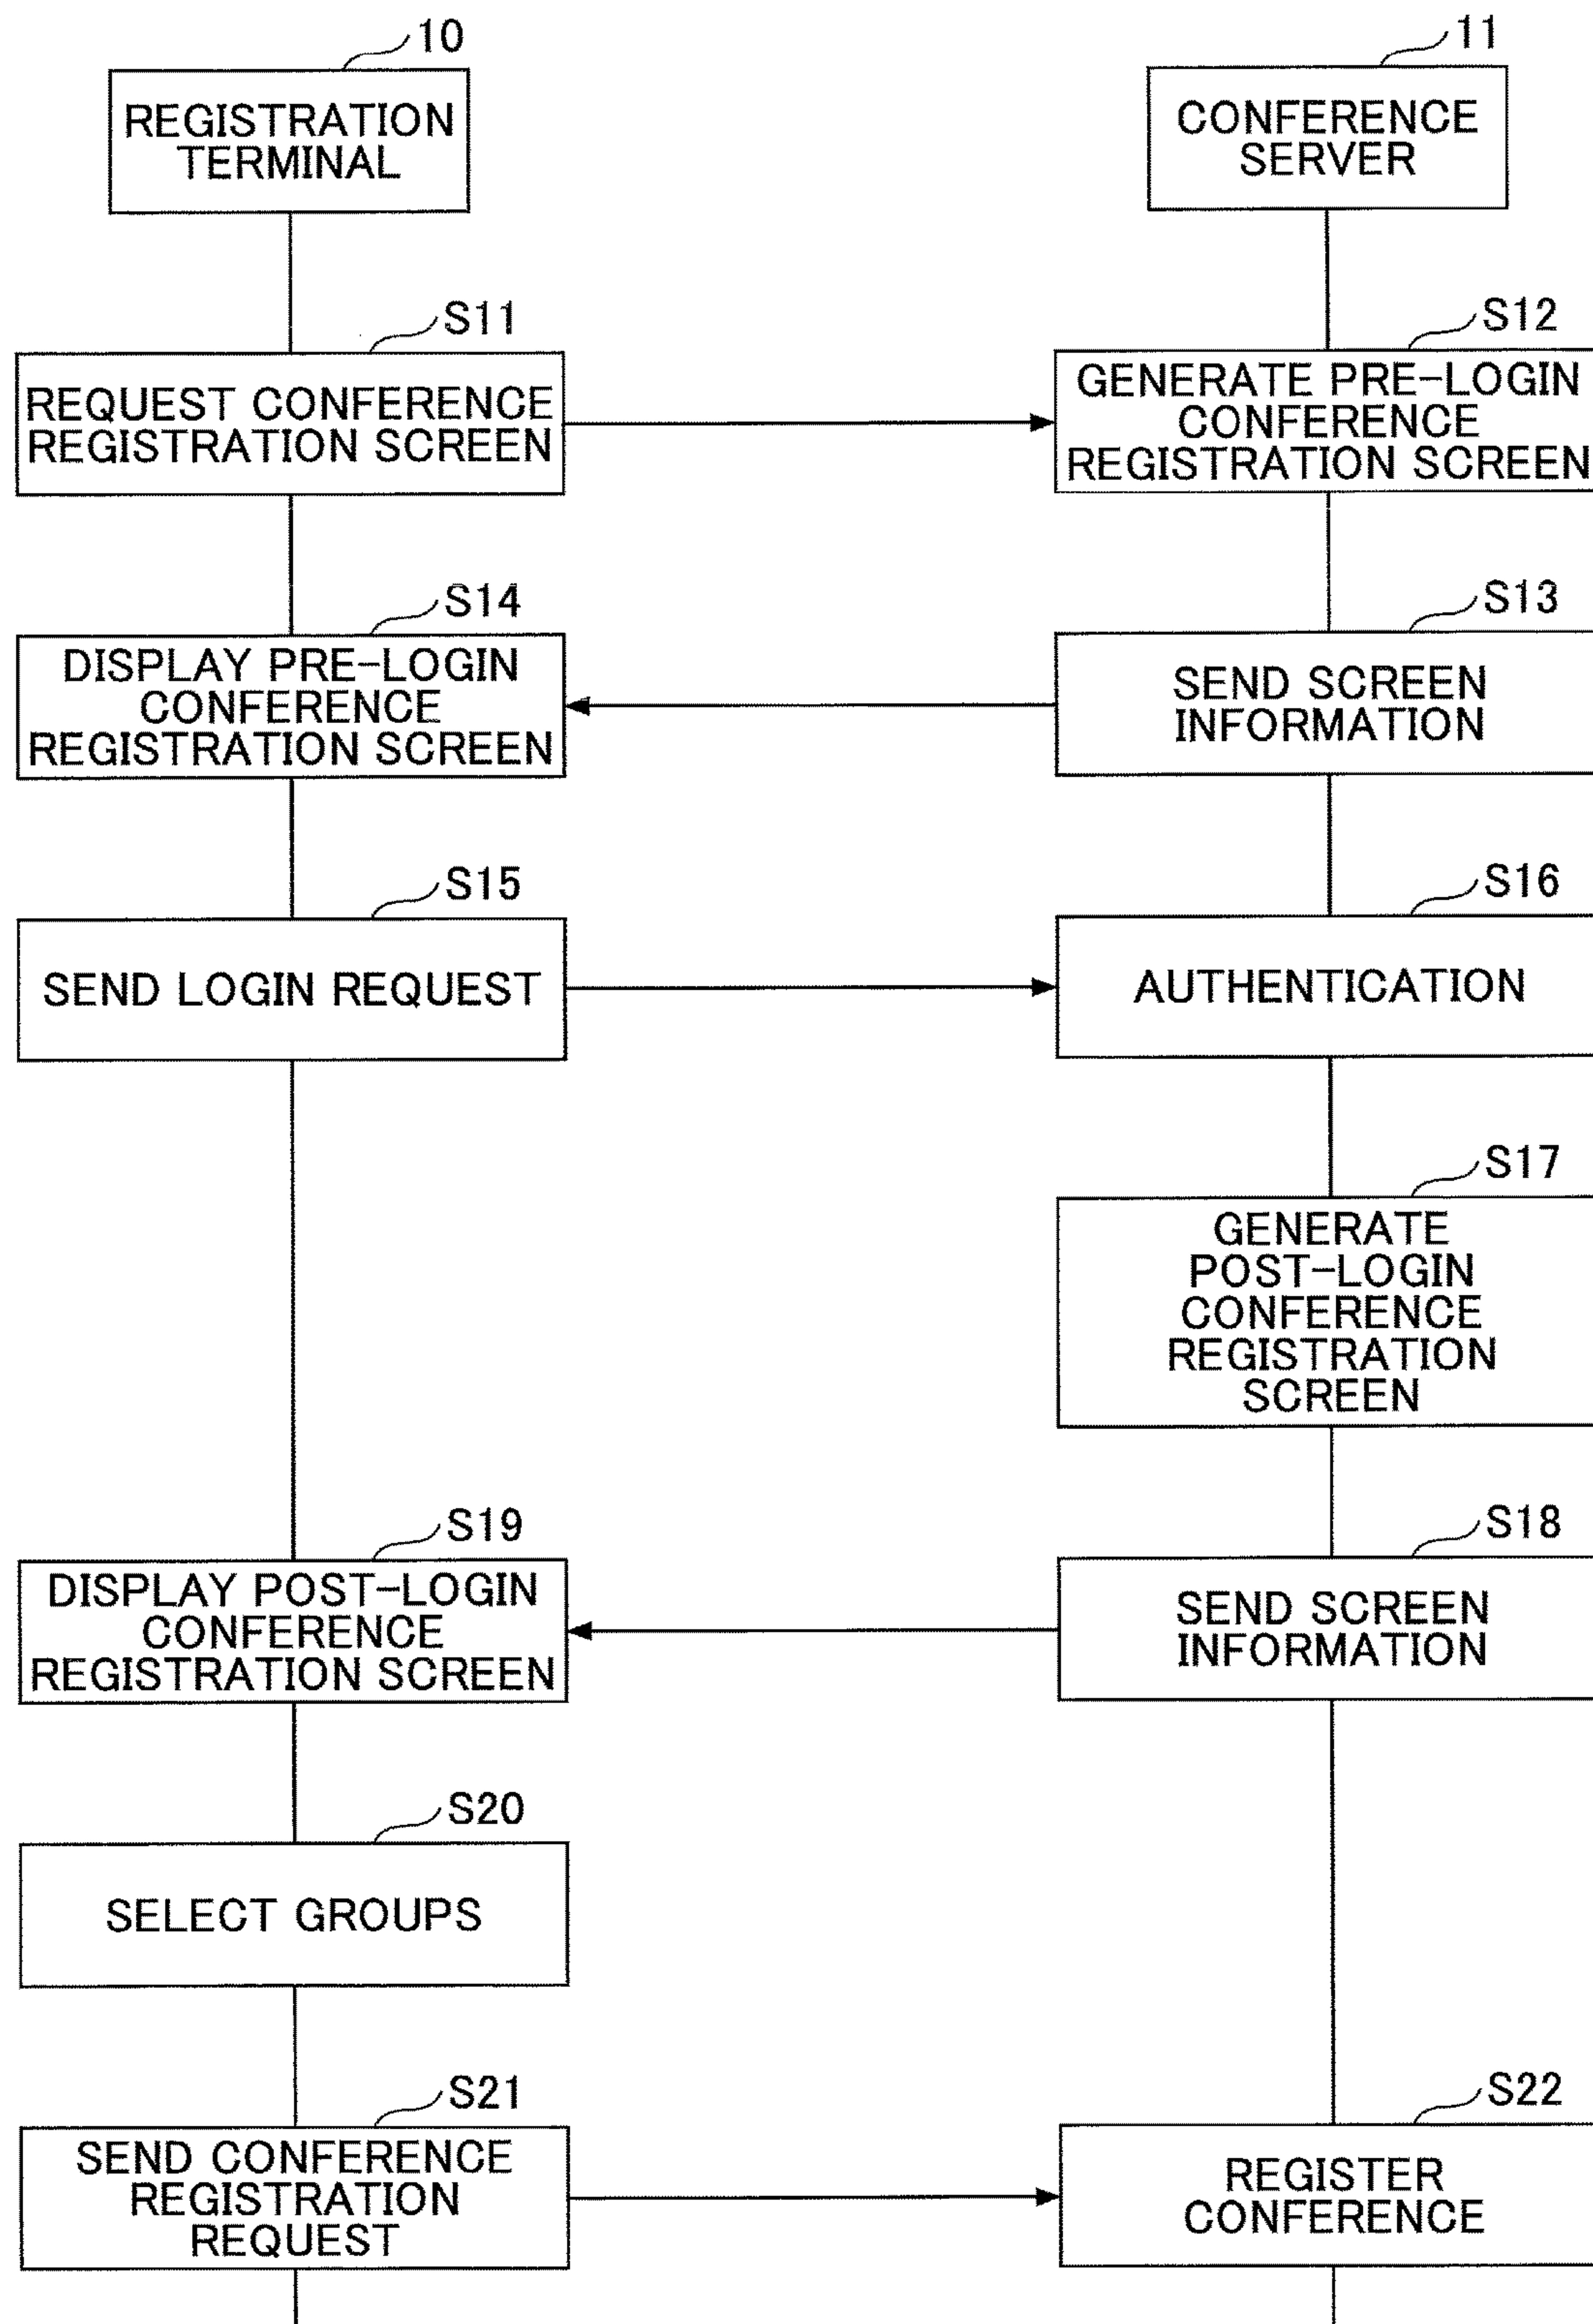 10
REGISTRATION
TERMINAL
11
CONFERENCE
SERVER
S11
REQUEST CONFERENCE
REGISTRATION SCREEN
S12
GENERATE PRE-LOGIN
CONFERENCE
REGISTRATION SCREEN
S14
DISPLAY PRE-LOGIN
CONFERENCE
REGISTRATION SCREEN
S13
SEND SCREEN
INFORMATION
S15
SEND LOGIN REQUEST
S16
AUTHENTICATION
S17
GENERATE
POST-LOGIN
CONFERENCE
REGISTRATION
SCREEN
S19
DISPLAY POST-LOGIN
CONFERENCE
REGISTRATION SCREEN
S18
SEND SCREEN
INFORMATION
S20
SELECT GROUPS
S21
SEND CONFERENCE
REGISTRATION
REQUEST
S22
REGISTER
CONFERENCE